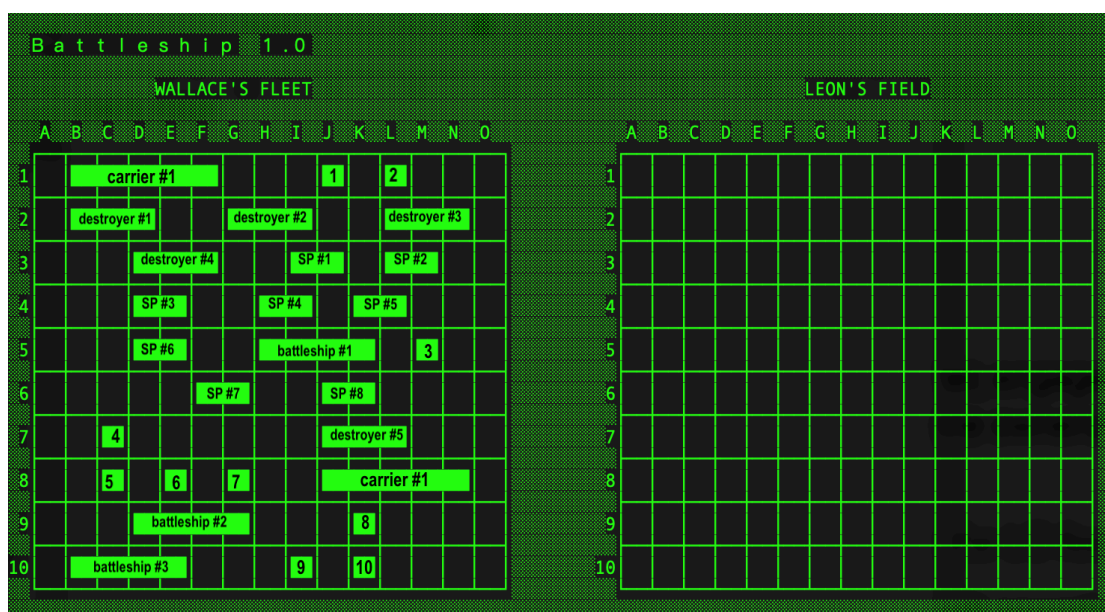 Battleship 1.0
WALLACE'S FLEET LEON'S FIELD
A B C D E F G H I J K L M N O A B C D E F G H I J K L M N O
1 carrier #1 1 2 1
2 destroyer #1 destroyer #2 destroyer #3 2
3 destroyer #4 SP #1 SP #2 3
4 SP #3 SP #4 SP #5 4
5 SP #6 battleship #1 3 5
6 SP #7 SP #8 6
7 4 destroyer #5 7
8 5 6 7 carrier #1 8
9 battleship #2 8 9
10 battleship #3 9 10 10